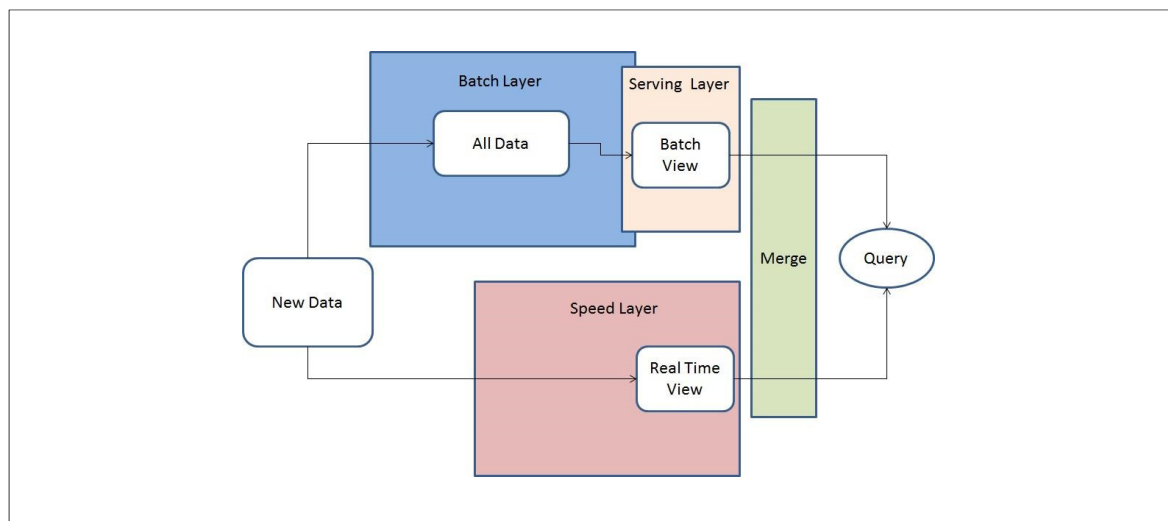 Batch Layer
Serving Layer
All Data
Batch
View
Merge
Query
New Data
Speed Layer
Real Time
View